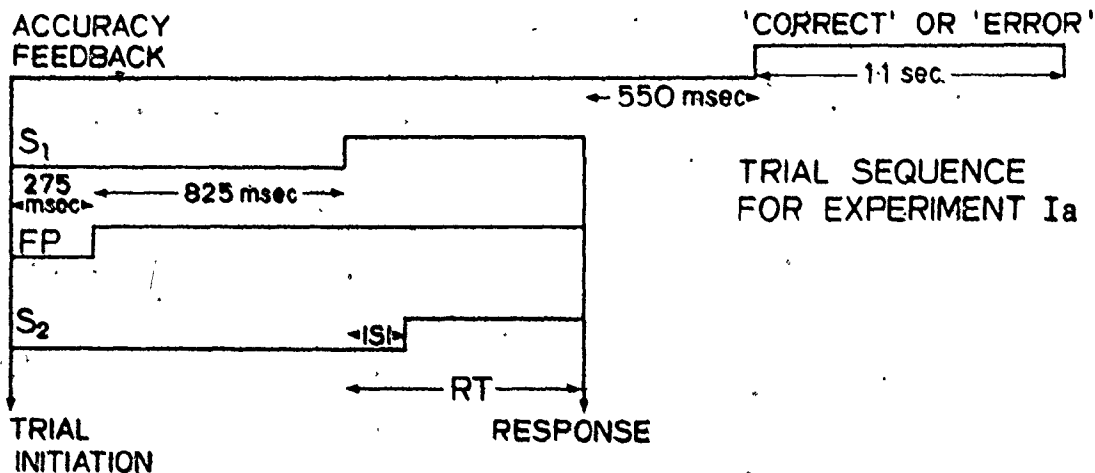 ACCURACY
FEEDBACK
'CORRECT' OR 'ERROR'
1·1 sec.
550 msec
S1
275
msec
825 msec
TRIAL SEQUENCE
FOR EXPERIMENT Ia
FP
S2
ISI
RT
TRIAL
INITIATION
RESPONSE